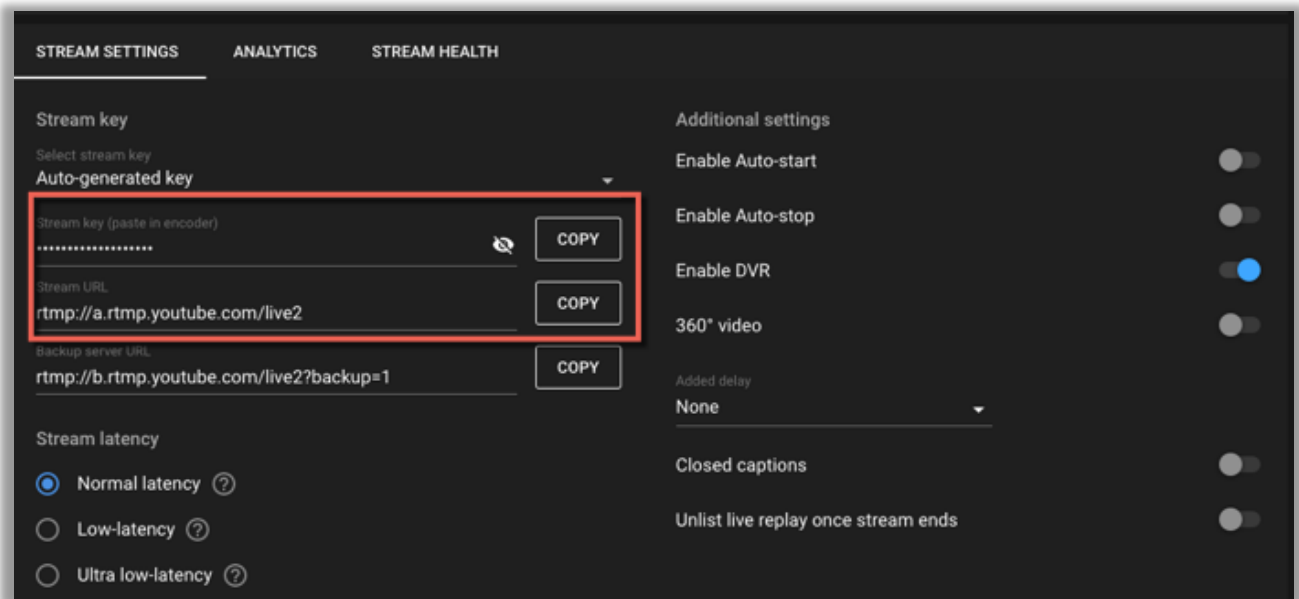 STREAM SETTINGS ANALYTICS STREAM HEALTH
Stream key
Select stream key
Auto-generated key
Stream key (paste in encoder)
•••••••••••••••••••
COPY
Stream URL
rtmp://a.rtmp.youtube.com/live2
COPY
Backup server URL
rtmp://b.rtmp.youtube.com/live2?backup=1
COPY
Stream latency
Normal latency ?
Low-latency ?
Ultra low-latency ?
Additional settings
Enable Auto-start
Enable Auto-stop
Enable DVR
360° video
Added delay
None
Closed captions
Unlist live replay once stream ends